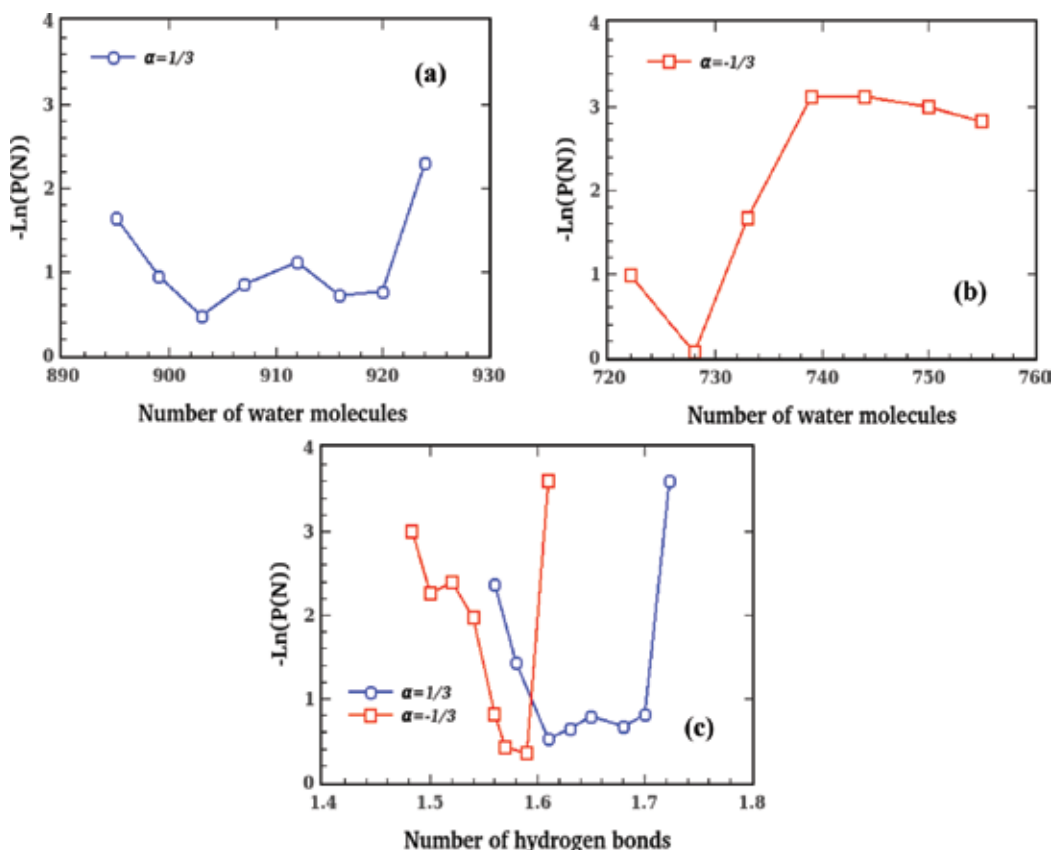 4
3
2
1
0
-Ln(P(N))
α=1/3
(a)
890 900 910 920 930
Number of water molecules
4
3
2
1
0
-Ln(P(N))
α=-1/3
(b)
720 730 740 750 760
Number of water molecules
4
3
2
1
0
-Ln(P(N))
α=1/3
α=-1/3
(c)
1.4 1.5 1.6 1.7 1.8
Number of hydrogen bonds